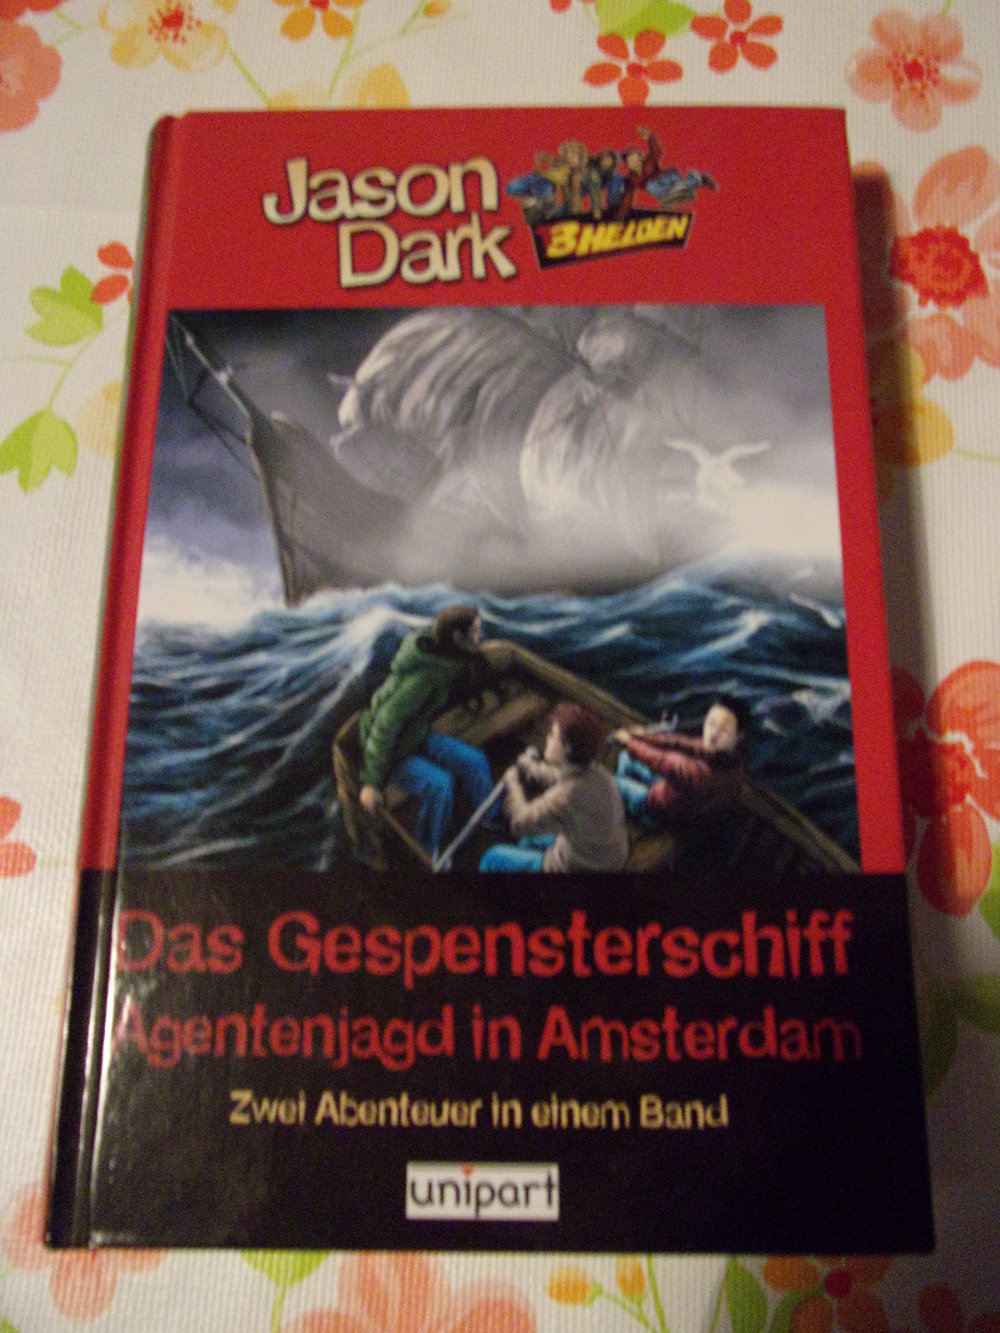 Jason
Dark
3 HELDEN
Das Gespensterschiff
Agentenjagd in Amsterdam
Zwei Abenteuer in einem Band
unipart